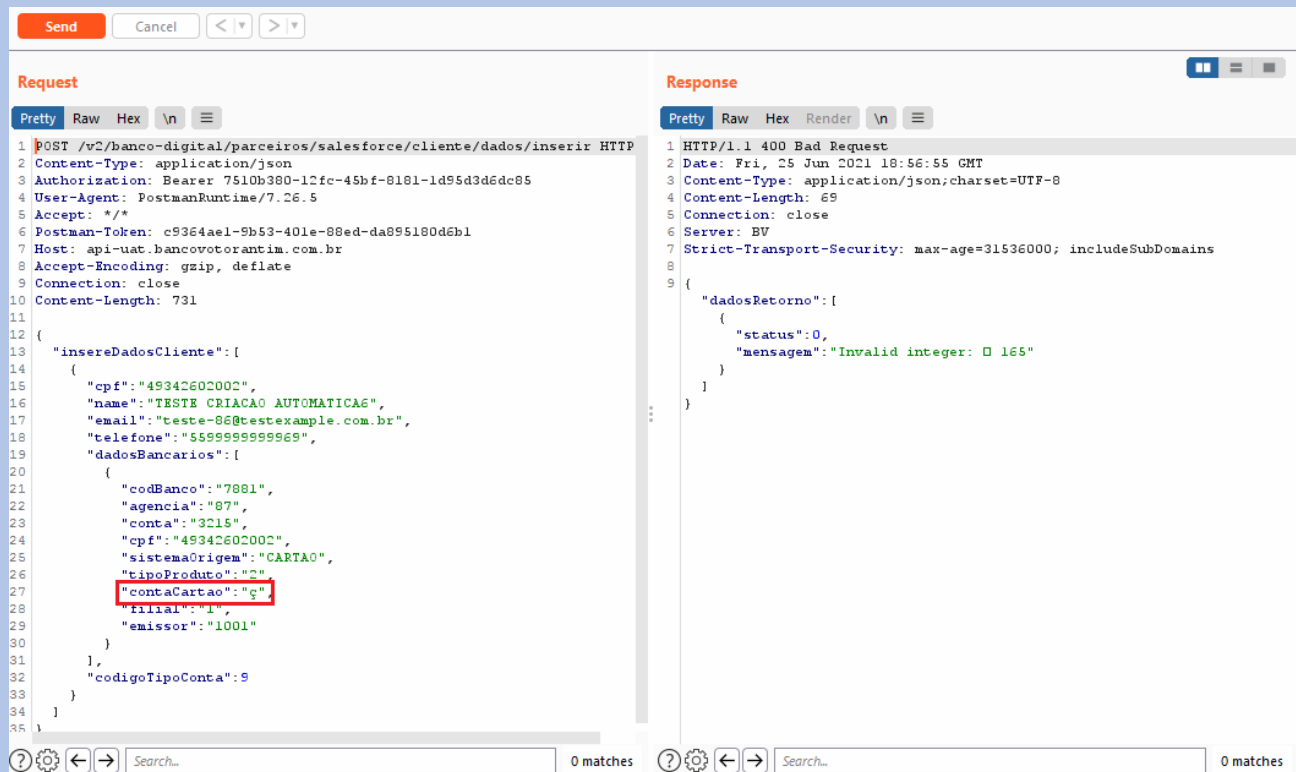 Send Cancel < >
Request
Pretty Raw Hex \n
1 POST /v2/banco-digital/parceiros/salesforce/cliente/dados/inserir HTTP
2 Content-Type: application/json
3 Authorization: Bearer 7510b380-12fc-45bf-8181-1d95d3d6dc85
4 User-Agent: PostmanRuntime/7.26.5
5 Accept: */*
6 Postman-Token: c9364ae1-9b53-401e-88ed-da895180d6b1
7 Host: api-uat.bancovotorantim.com.br
8 Accept-Encoding: gzip, deflate
9 Connection: close
10 Content-Length: 731
11
12 {
13 "insereDadosCliente":[
14 {
15 "cpf":"49342602002",
16 "name":"TESTE CRIACAO AUTOMATICA6",
17 "email":"teste-86@testexample.com.br",
18 "telefone":"5599999999969",
19 "dadosBancarios":[
20 {
21 "codBanco":"7881",
22 "agencia":"87",
23 "conta":"3215",
24 "cpf":"49342602002",
25 "sistemaOrigem":"CARTAO",
26 "tipoProduto":"2",
27 "contaCartao":"ç",
28 "filial":"1",
29 "emissor":"1001"
30 }
31 ],
32 "codigoTipoConta":9
33 }
34 ]
35 }
? Search... 0 matches
Response
Pretty Raw Hex Render \n
1 HTTP/1.1 400 Bad Request
2 Date: Fri, 25 Jun 2021 18:56:55 GMT
3 Content-Type: application/json;charset=UTF-8
4 Content-Length: 69
5 Connection: close
6 Server: BV
7 Strict-Transport-Security: max-age=31536000; includeSubDomains
8
9 {
"dadosRetorno":[
{
"status":0,
"mensagem":"Invalid integer: □ 165"
}
]
}
? Search... 0 matches